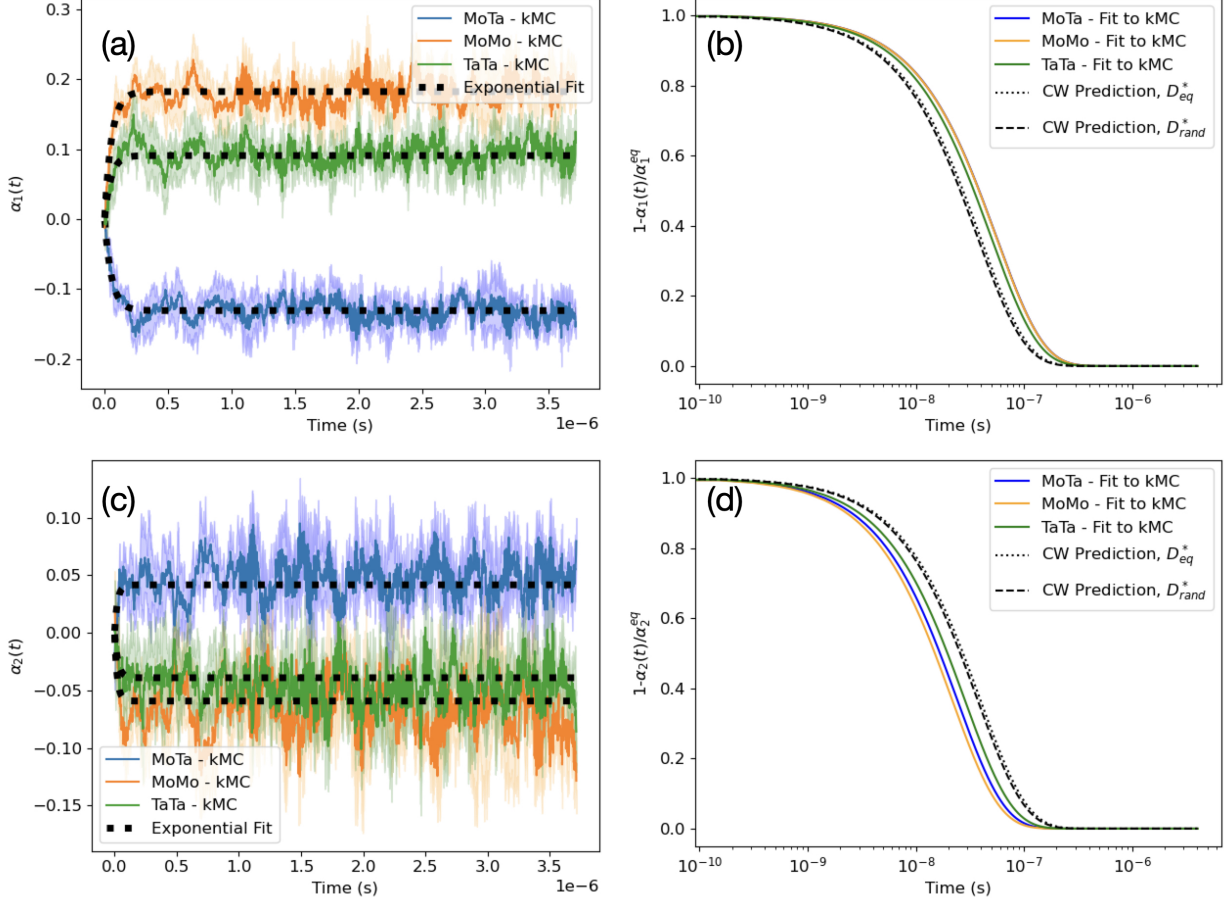 (a)
MoTa - kMC
MoMo - kMC
TaTa - kMC
Exponential Fit
0.3
0.2
0.1
0.0
−0.1
−0.2
α₁(t)
0.0 0.5 1.0 1.5 2.0 2.5 3.0 3.5
Time (s)
1e−6
(b)
MoTa - Fit to kMC
MoMo - Fit to kMC
TaTa - Fit to kMC
CW Prediction, D*eq
CW Prediction, D*rand
1.0
0.8
0.6
0.4
0.2
0.0
1-α₁(t)/α₁^eq
10⁻¹⁰ 10⁻⁹ 10⁻⁸ 10⁻⁷ 10⁻⁶
Time (s)
(c)
0.10
0.05
0.00
−0.05
−0.10
−0.15
α₂(t)
MoTa - kMC
MoMo - kMC
TaTa - kMC
Exponential Fit
0.0 0.5 1.0 1.5 2.0 2.5 3.0 3.5
Time (s)
1e−6
(d)
MoTa - Fit to kMC
MoMo - Fit to kMC
TaTa - Fit to kMC
CW Prediction, D*eq
CW Prediction, D*rand
1.0
0.8
0.6
0.4
0.2
0.0
1-α₂(t)/α₂^eq
10⁻¹⁰ 10⁻⁹ 10⁻⁸ 10⁻⁷ 10⁻⁶
Time (s)